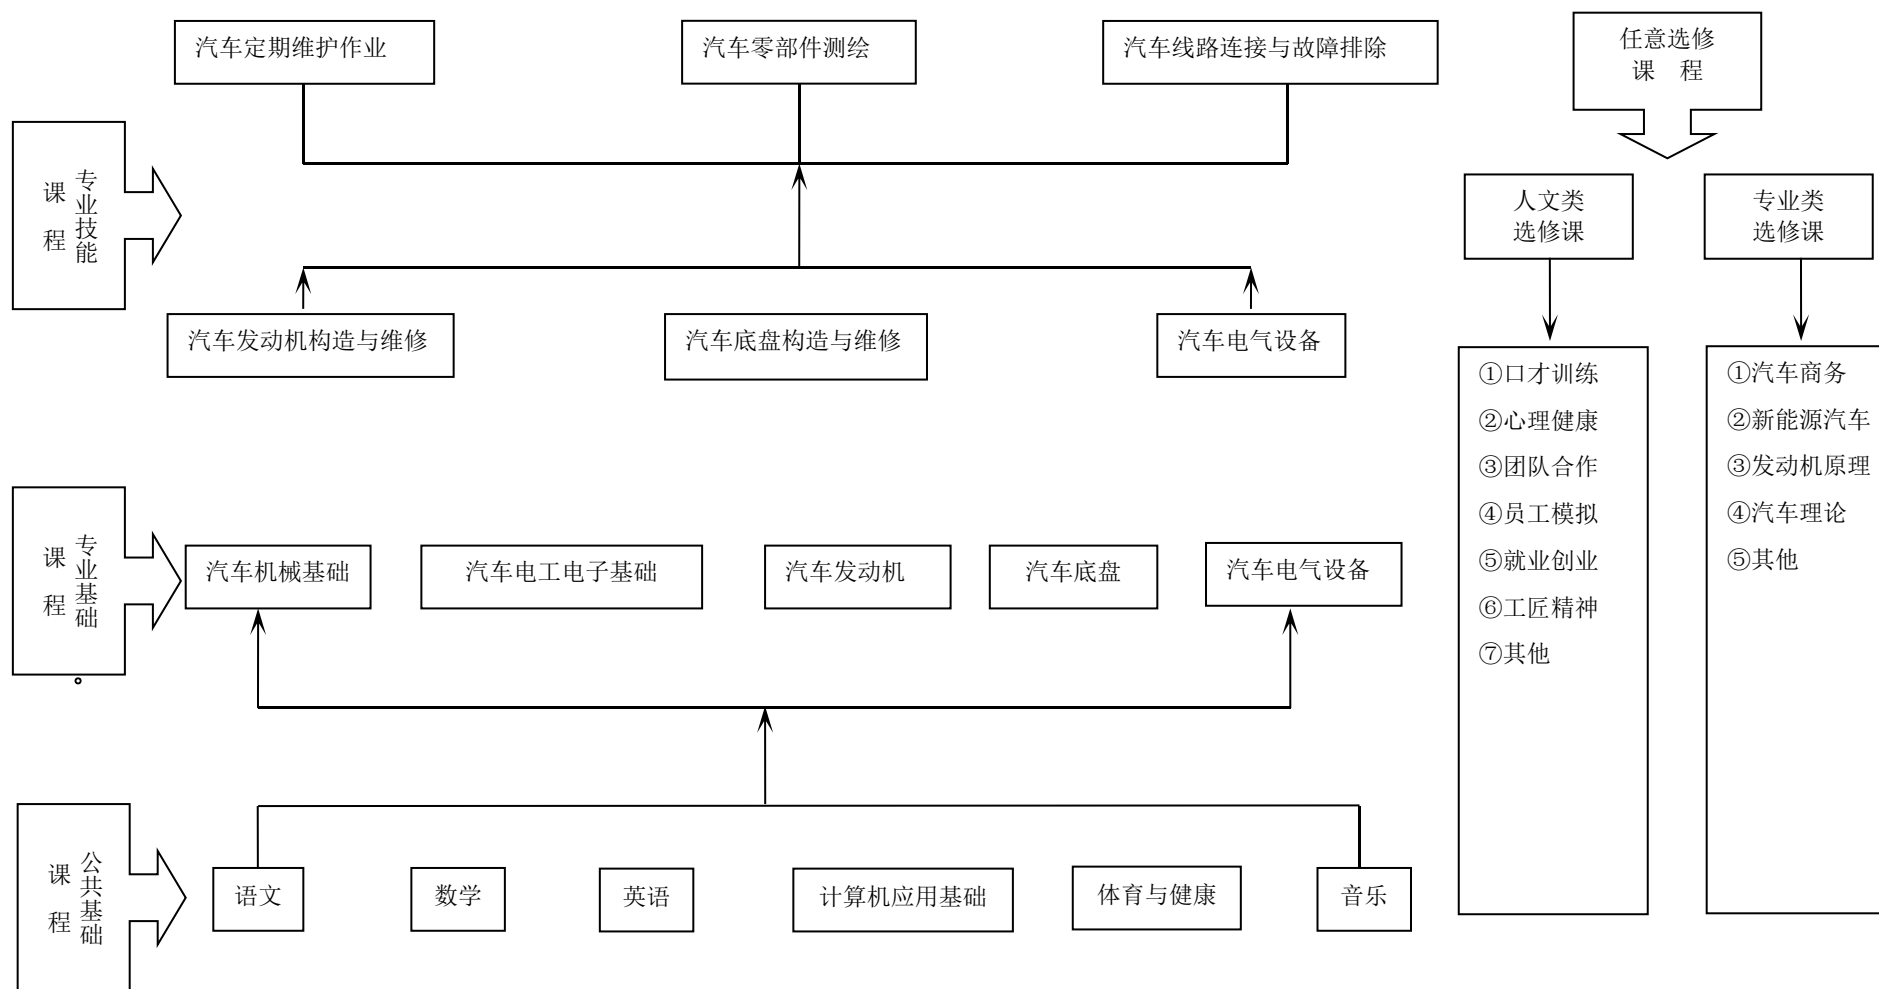 汽车定期维护作业
汽车零部件测绘
汽车线路连接与故障排除
任意选修
课 程
专业技能
课 程
人文类
选修课
专业类
选修课
汽车发动机构造与维修
汽车底盘构造与维修
汽车电气设备
①口才训练
②心理健康
③团队合作
④员工模拟
⑤就业创业
⑥工匠精神
⑦其他
①汽车商务
②新能源汽车
③发动机原理
④汽车理论
⑤其他
专业基础
课 程
。
汽车机械基础
汽车电工电子基础
汽车发动机
汽车底盘
汽车电气设备
公共基础
课 程
语文
数学
英语
计算机应用基础
体育与健康
音乐